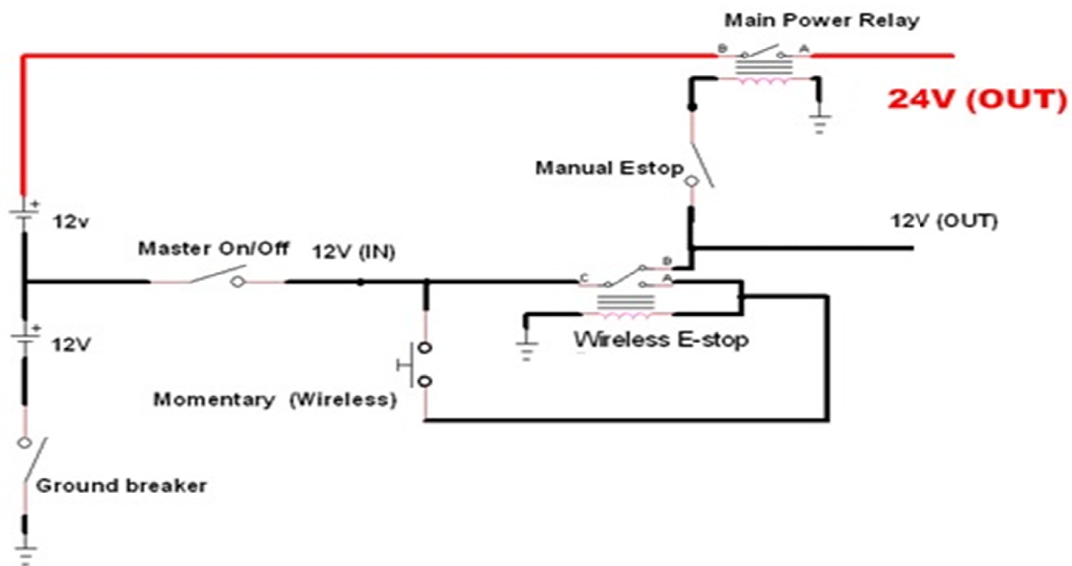 Main Power Relay
B A
24V (OUT)
Manual Estop
+
12v
12V (OUT)
Master On/Off 12V (IN)
B
C A
+
12V
Wireless E-stop
Momentary (Wireless)
Ground breaker